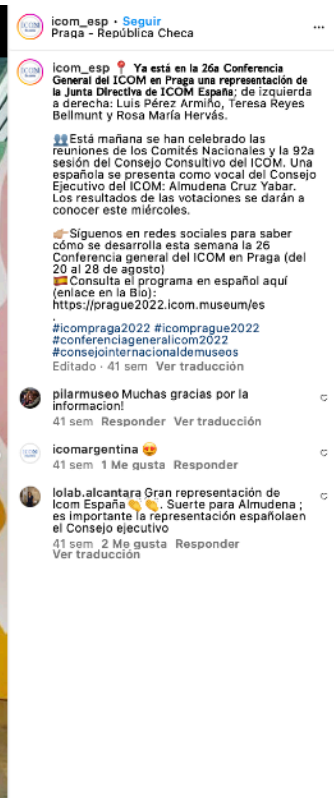 icom_esp • Seguir
Praga - República Checa
...
icom_esp 📍 Ya está en la 26a Conferencia
General del ICOM en Praga una representación de
la Junta Directiva de ICOM España; de izquierda
a derecha: Luis Pérez Armiño, Teresa Reyes
Bellmunt y Rosa María Hervás.
👥Está mañana se han celebrado las
reuniones de los Comités Nacionales y la 92a
sesión del Consejo Consultivo del ICOM. Una
española se presenta como vocal del Consejo
Ejecutivo del ICOM: Almudena Cruz Yabar.
Los resultados de las votaciones se darán a
conocer este miércoles.
👉🏼Síguenos en redes sociales para saber
cómo se desarrolla esta semana la 26
Conferencia general del ICOM en Praga (del
20 al 28 de agosto)
🇪🇸Consulta el programa en español aquí
(enlace en la Bio):
https://prague2022.icom.museum/es
.
#icompraga2022 #icomprague2022
#conferenciageneralicom2022
#consejointernacionaldemuseos
Editado · 41 sem Ver traducción
pilarmuseo Muchas gracias por la
informacion!
41 sem Responder Ver traducción
icomargentina 😍
41 sem 1 Me gusta Responder
lolab.alcantara Gran representación de
Icom España 👏👏. Suerte para Almudena ;
es importante la representación españolaen
el Consejo ejecutivo
41 sem 2 Me gusta Responder
Ver traducción